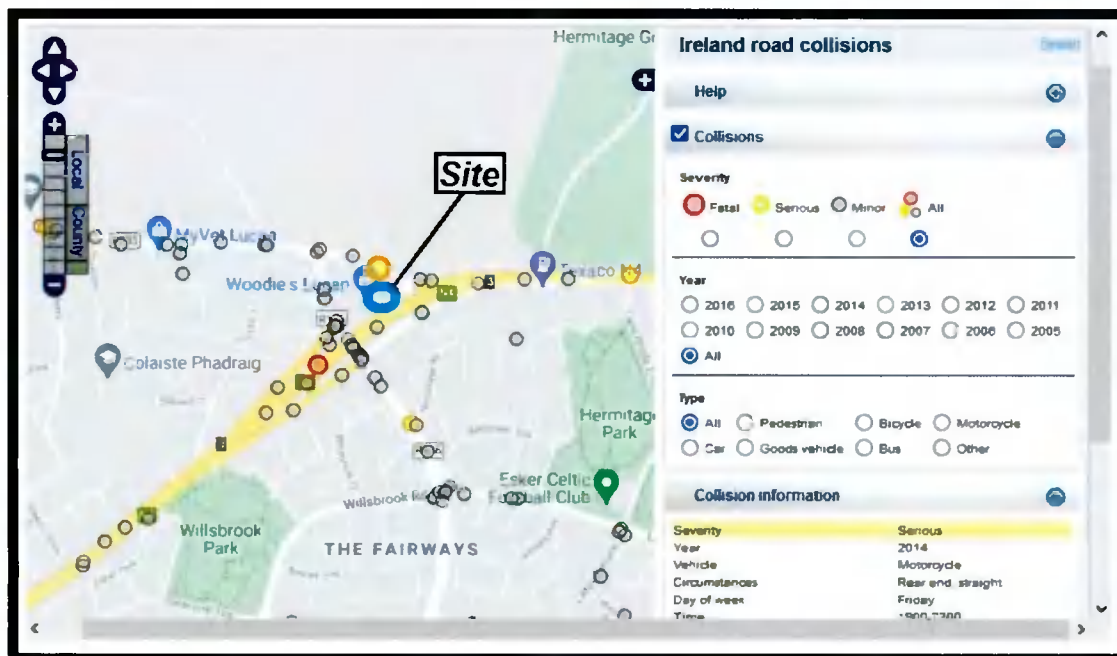 Hermitage
Site
MyVet Lucan
Woodie's Lucan
Texaco N4
Colaiste Phadraig
Hermitage
Park
Esker Celtic
Football Club
Willsbrook
Willsbrook
Park
THE FAIRWAYS
Local
County
Ireland road collisions
Help
Collisions
Severity
Fatal Serious Minor All
Year
2016 2015 2014 2013 2012 2011
2010 2009 2008 2007 2006 2005
All
Type
All Pedestrian Bicycle Motorcycle
Car Goods vehicle Bus Other
Collision information
Severity Serious
Year 2014
Vehicle Motorcycle
Circumstances Rear end, straight
Day of week Friday
Time